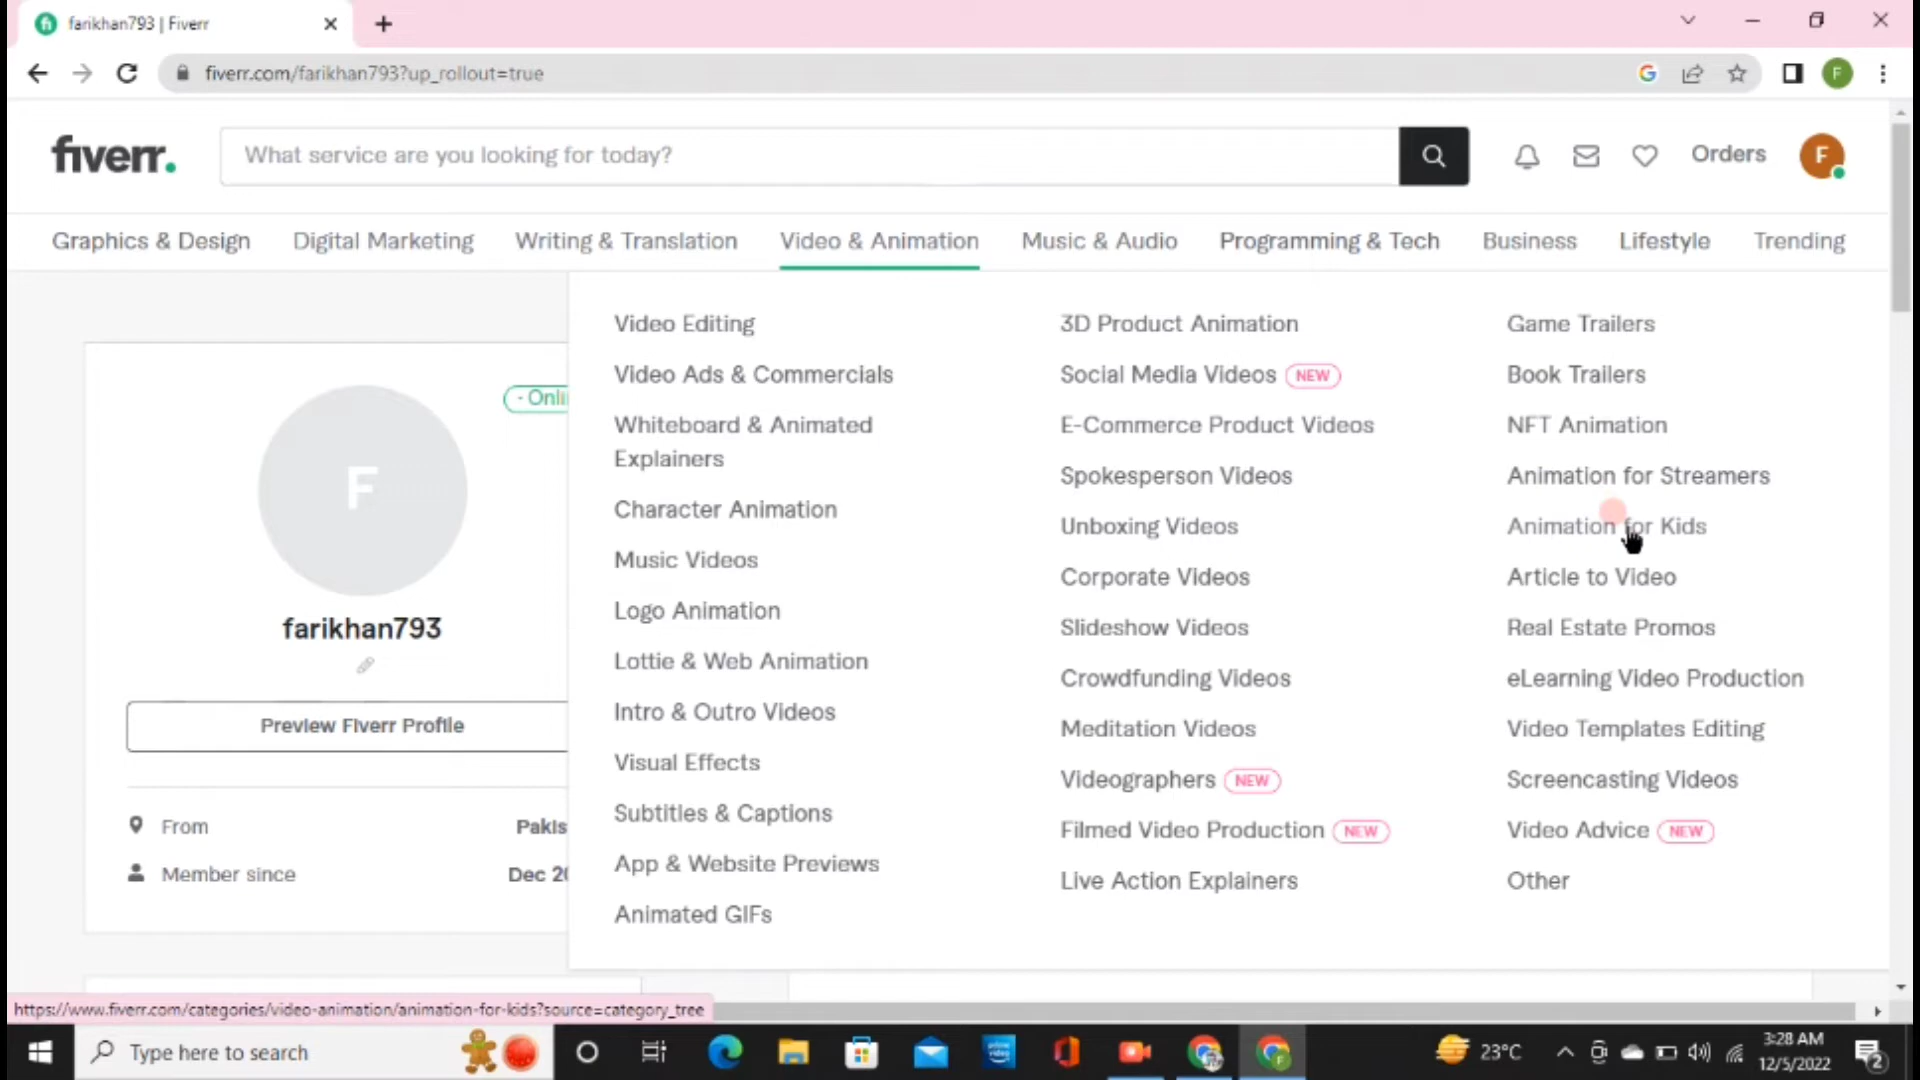 farikhan793 | Fiverr
fiverr.com/farikhan793?up_rollout=true
G
F
fiverr.
What service are you looking for today?
Orders
F
Graphics & Design
Digital Marketing
Writing & Translation
Video & Animation
Music & Audio
Programming & Tech
Business
Lifestyle
Trending
- Onli
F
farikhan793
Preview Fiverr Profile
From
Pakis
Member since
Dec 20
Video Editing
Video Ads & Commercials
Whiteboard & Animated
Explainers
Character Animation
Music Videos
Logo Animation
Lottie & Web Animation
Intro & Outro Videos
Visual Effects
Subtitles & Captions
App & Website Previews
Animated GIFs
3D Product Animation
Social Media Videos NEW
E-Commerce Product Videos
Spokesperson Videos
Unboxing Videos
Corporate Videos
Slideshow Videos
Crowdfunding Videos
Meditation Videos
Videographers NEW
Filmed Video Production NEW
Live Action Explainers
Game Trailers
Book Trailers
NFT Animation
Animation for Streamers
Animation for Kids
Article to Video
Real Estate Promos
eLearning Video Production
Video Templates Editing
Screencasting Videos
Video Advice NEW
Other
https://www.fiverr.com/categories/video-animation/animation-for-kids?source=category_tree
Type here to search
23°C
3:28 AM
12/5/2022
2